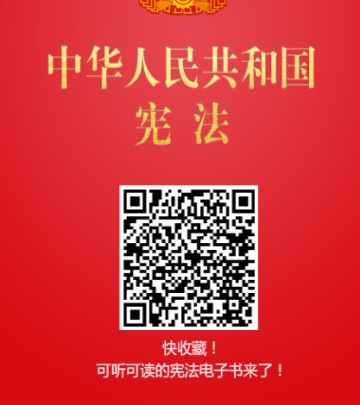 中华人民共和国
宪法
快收藏！
可听可读的宪法电子书来了！